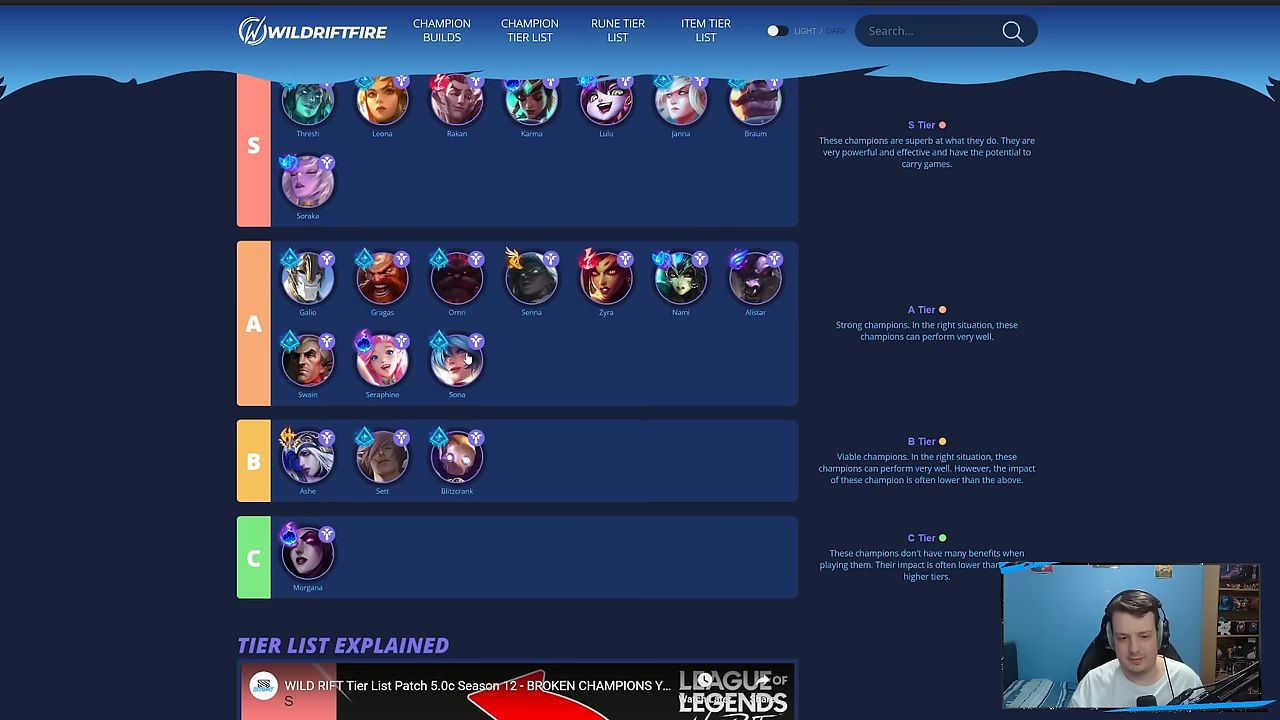 WILDRIFTFIRE
CHAMPION
BUILDS
CHAMPION
TIER LIST
RUNE TIER
LIST
ITEM TIER
LIST
LIGHT / DARK
Search...
S
Thresh
Leona
Rakan
Karma
Lulu
Janna
Braum
Soraka
S Tier
These champions are superb at what they do. They are
very powerful and effective and have the potential to
carry games.
A
Galio
Gragas
Ornn
Senna
Zyra
Nami
Alistar
Swain
Seraphine
Sona
A Tier
Strong champions. In the right situation, these
champions can perform very well.
B
Ashe
Sett
Blitzcrank
B Tier
Viable champions. In the right situation, these
champions can perform very well. However, the impact
of these champion is often lower than the above.
C
Morgana
C Tier
These champions don't have many benefits when
playing them. Their impact is often lower than
higher tiers.
TIER LIST EXPLAINED
WILD RIFT Tier List Patch 5.0c Season 12 - BROKEN CHAMPIONS Y...
S
LEAGUE OF
LEGENDS